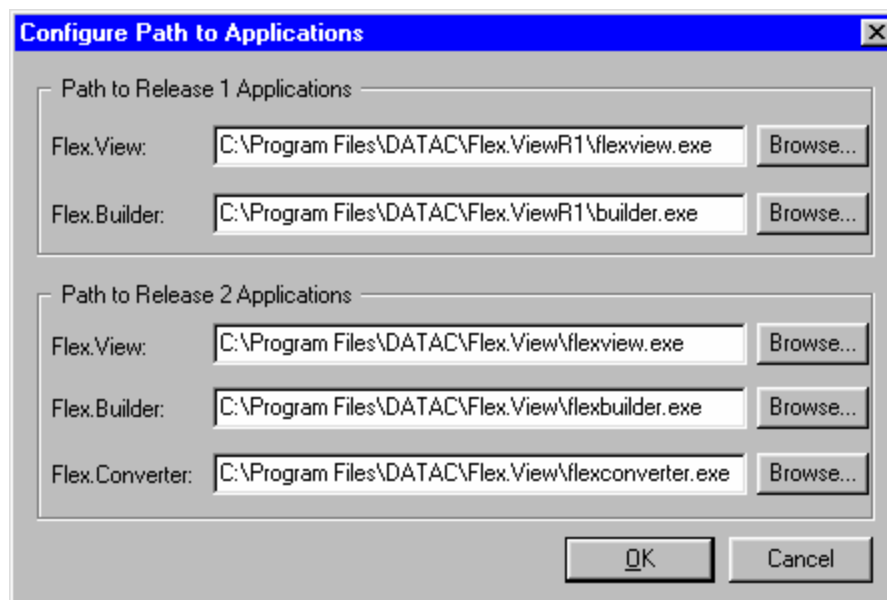 Configure Path to Applications
Path to Release 1 Applications
Flex.View: C:\Program Files\DATAC\Flex.ViewR1\flexview.exe Browse...
Flex.Builder: C:\Program Files\DATAC\Flex.ViewR1\builder.exe Browse...
Path to Release 2 Applications
Flex.View: C:\Program Files\DATAC\Flex.View\flexview.exe Browse...
Flex.Builder: C:\Program Files\DATAC\Flex.View\flexbuilder.exe Browse...
Flex.Converter: C:\Program Files\DATAC\Flex.View\flexconverter.exe Browse...
OK Cancel